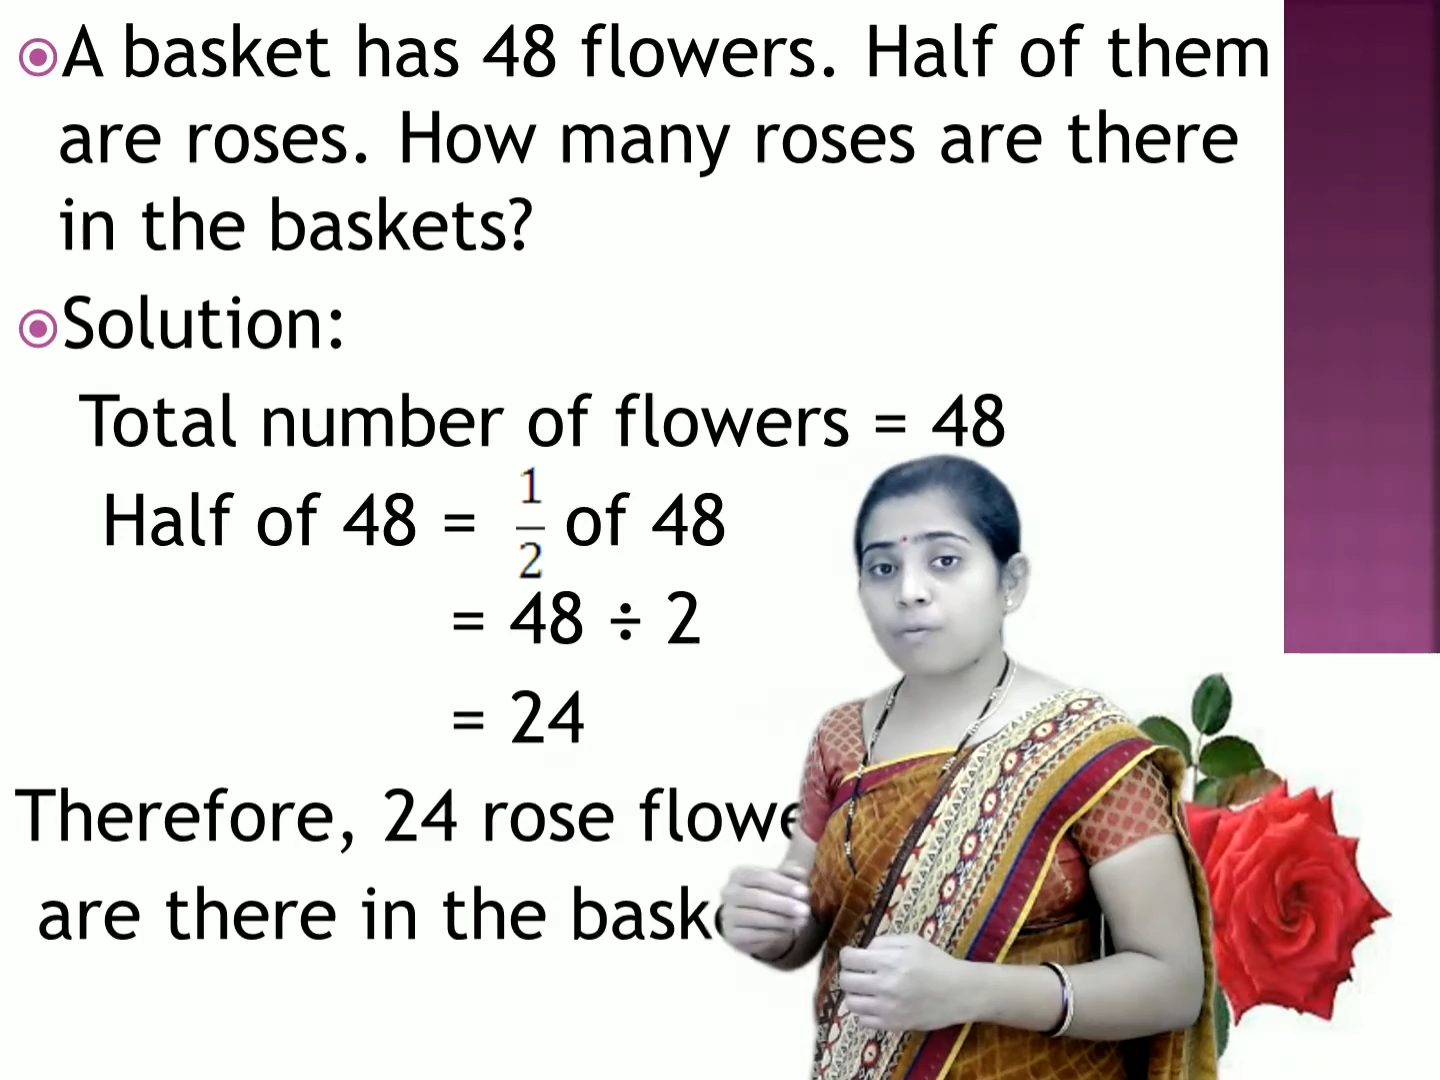 A basket has 48 flowers. Half of them
are roses. How many roses are there
in the baskets?
Solution:
Total number of flowers = 48
Half of 48 = 1/2 of 48
= 48 ÷ 2
= 24
Therefore, 24 rose
are there in the